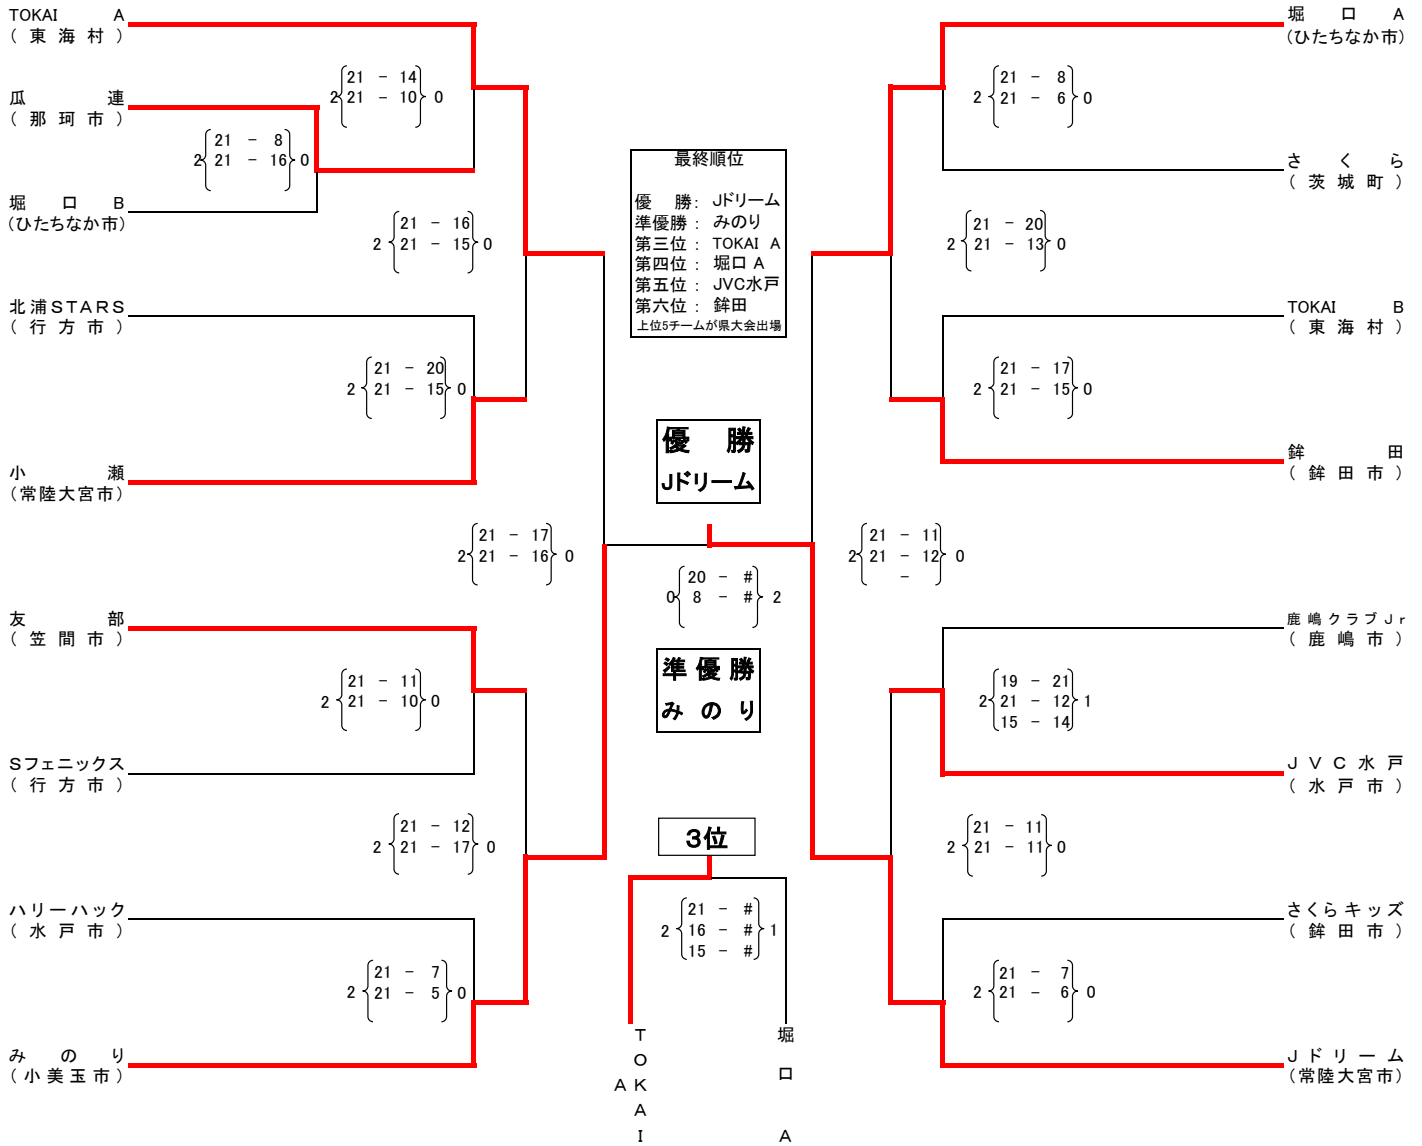 TOKAI A
(東海村)
瓜連
(那珂市)
堀口B
(ひたちなか市)
北浦STARS
(行方市)
小瀬
(常陸大宮市)
友部
(笠間市)
Sフェニックス
(行方市)
ハリーハック
(水戸市)
みのり
(小美玉市)
21 - 14
2 21 - 10 0
21 - 8
2 21 - 16 0
21 - 16
2 21 - 15 0
21 - 20
2 21 - 15 0
21 - 17
2 21 - 16 0
21 - 11
2 21 - 10 0
21 - 12
2 21 - 17 0
21 - 7
2 21 - 5 0
最終順位
優勝: Jドリーム
準優勝: みのり
第三位: TOKAI A
第四位: 堀口 A
第五位: JVC水戸
第六位: 鉾田
上位5チームが県大会出場
優勝
Jドリーム
20 - #
0 8 - # 2
準優勝
みのり
3位
21 - #
2 16 - # 1
15 - #
TOKAI A
堀口 A
21 - 8
2 21 - 6 0
21 - 20
2 21 - 13 0
21 - 17
2 21 - 15 0
21 - 11
2 21 - 12 0
-
19 - 21
2 21 - 12 1
15 - 14
21 - 11
2 21 - 11 0
21 - 7
2 21 - 6 0
堀口A
(ひたちなか市)
さくら
(茨城町)
TOKAI B
(東海村)
鉾田
(鉾田市)
鹿嶋クラブJr
(鹿嶋市)
JVC水戸
(水戸市)
さくらキッズ
(鉾田市)
Jドリーム
(常陸大宮市)